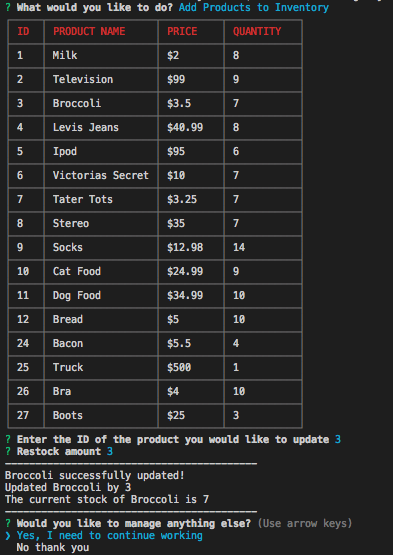 ? What would you like to do? Add Products to Inventory
ID PRODUCT NAME PRICE QUANTITY
1 Milk $2 8
2 Television $99 9
3 Broccoli $3.5 7
4 Levis Jeans $40.99 8
5 Ipod $95 6
6 Victorias Secret $10 7
7 Tater Tots $3.25 7
8 Stereo $35 7
9 Socks $12.98 14
10 Cat Food $24.99 9
11 Dog Food $34.99 10
12 Bread $5 10
24 Bacon $5.5 4
25 Truck $500 1
26 Bra $4 10
27 Boots $25 3
? Enter the ID of the product you would like to update 3
? Restock amount 3
Broccoli successfully updated!
Updated Broccoli by 3
The current stock of Broccoli is 7
? Would you like to manage anything else? (Use arrow keys)
❯ Yes, I need to continue working
No thank you